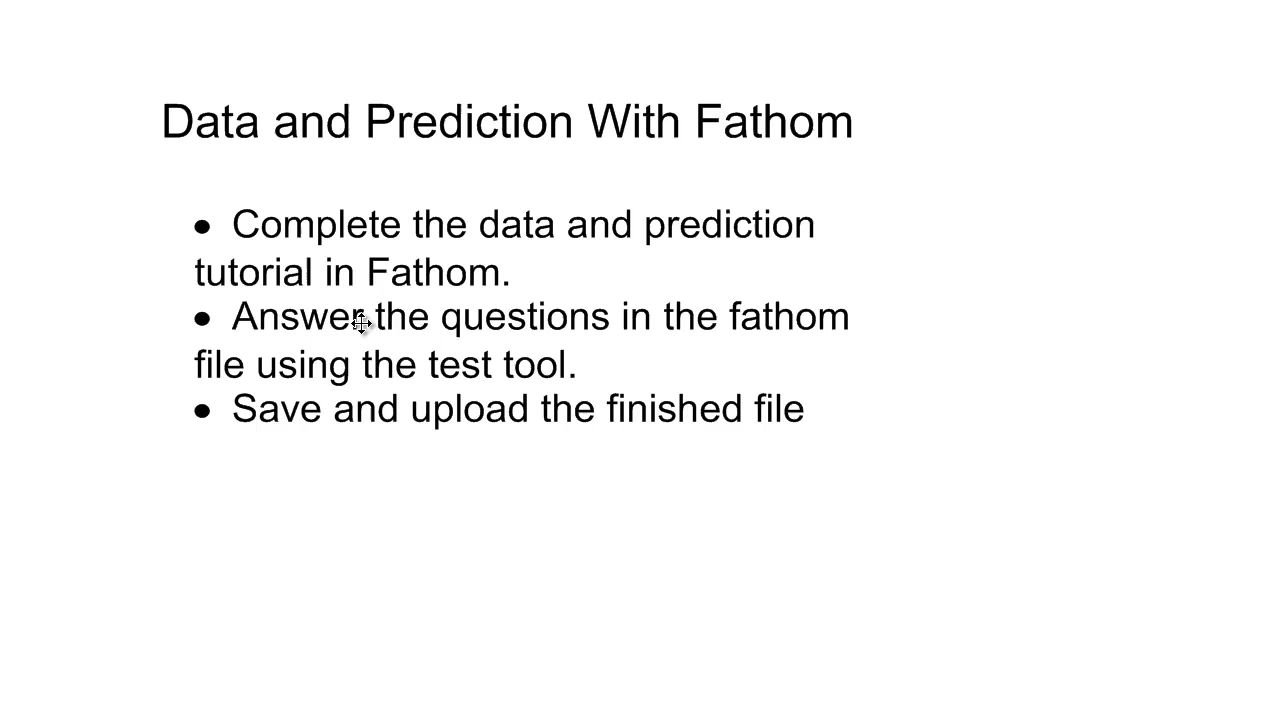 Data and Prediction With Fathom
• Complete the data and prediction
tutorial in Fathom.
• Answer the questions in the fathom
file using the test tool.
• Save and upload the finished file